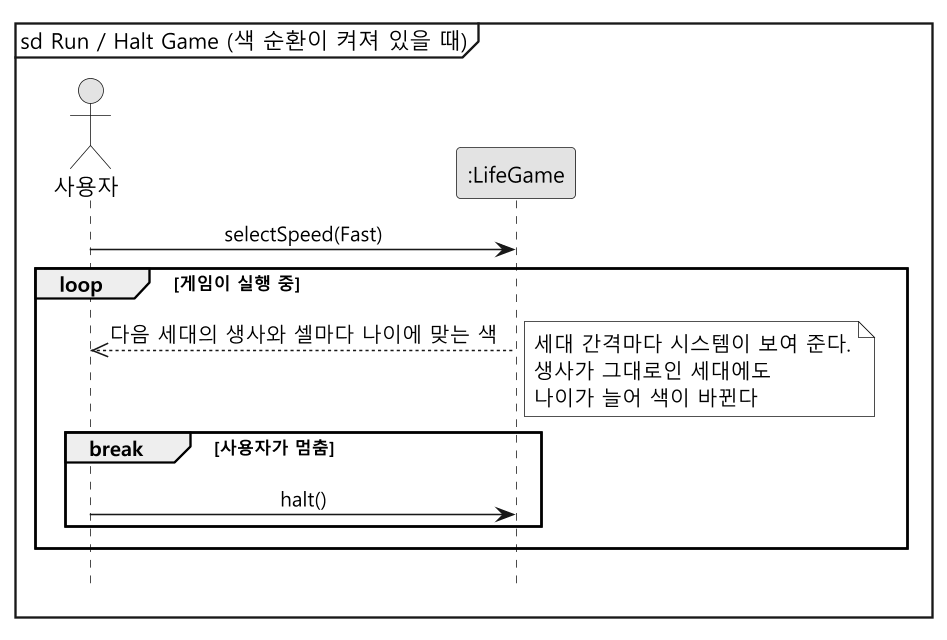 sd Run / Halt Game (색 순환이 켜져 있을 때)
사용자
:LifeGame
selectSpeed(Fast)
loop [게임이 실행 중]
다음 세대의 생사와 셀마다 나이에 맞는 색
세대 간격마다 시스템이 보여 준다.
생사가 그대로인 세대에도
나이가 늘어 색이 바뀐다
break [사용자가 멈춤]
halt()